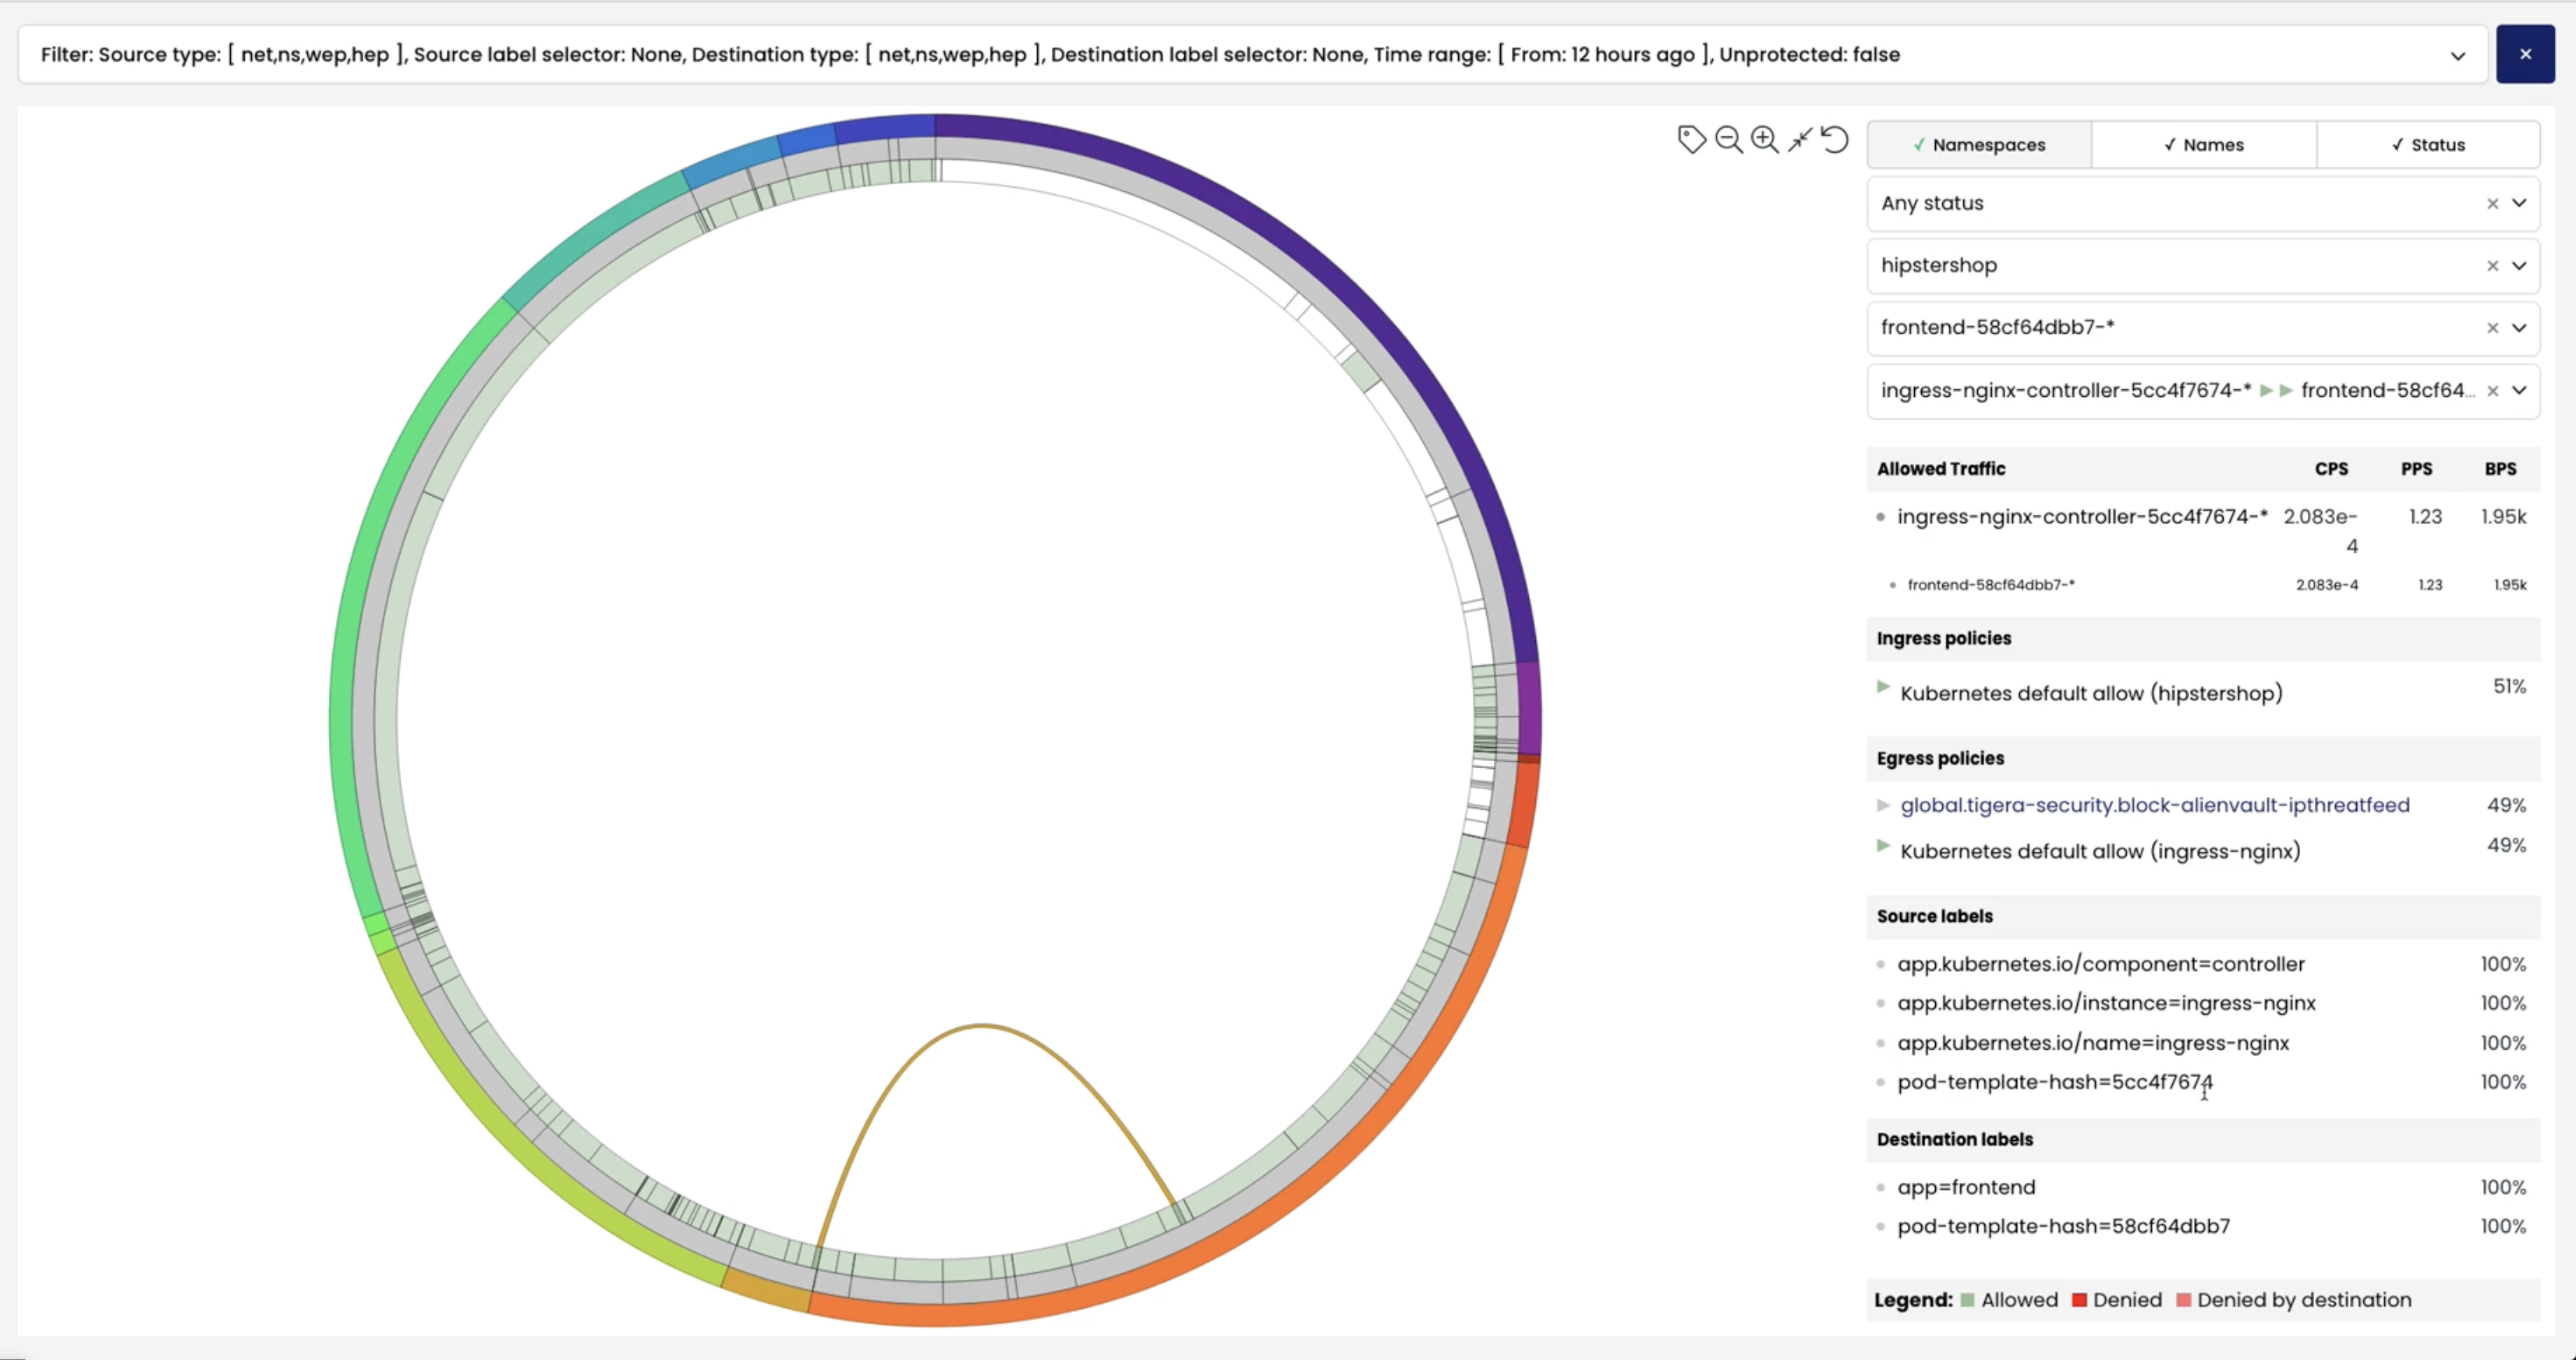 Filter: Source type: [ net,ns,wep,hep ], Source label selector: None, Destination type: [ net,ns,wep,hep ], Destination label selector: None, Time range: [ From: 12 hours ago ], Unprotected: false
✓ Namespaces ✓ Names ✓ Status
Any status
hipstershop
frontend-58cf64dbb7-*
ingress-nginx-controller-5cc4f7674-* ▶▶ frontend-58cf64...
Allowed Traffic CPS PPS BPS
ingress-nginx-controller-5cc4f7674-* 2.083e- 1.23 1.95k
4
frontend-58cf64dbb7-* 2.083e-4 1.23 1.95k
Ingress policies
Kubernetes default allow (hipstershop) 51%
Egress policies
global.tigera-security.block-alienvault-ipthreatfeed 49%
Kubernetes default allow (ingress-nginx) 49%
Source labels
app.kubernetes.io/component=controller 100%
app.kubernetes.io/instance=ingress-nginx 100%
app.kubernetes.io/name=ingress-nginx 100%
pod-template-hash=5cc4f7674 100%
Destination labels
app=frontend 100%
pod-template-hash=58cf64dbb7 100%
Legend: Allowed Denied Denied by destination